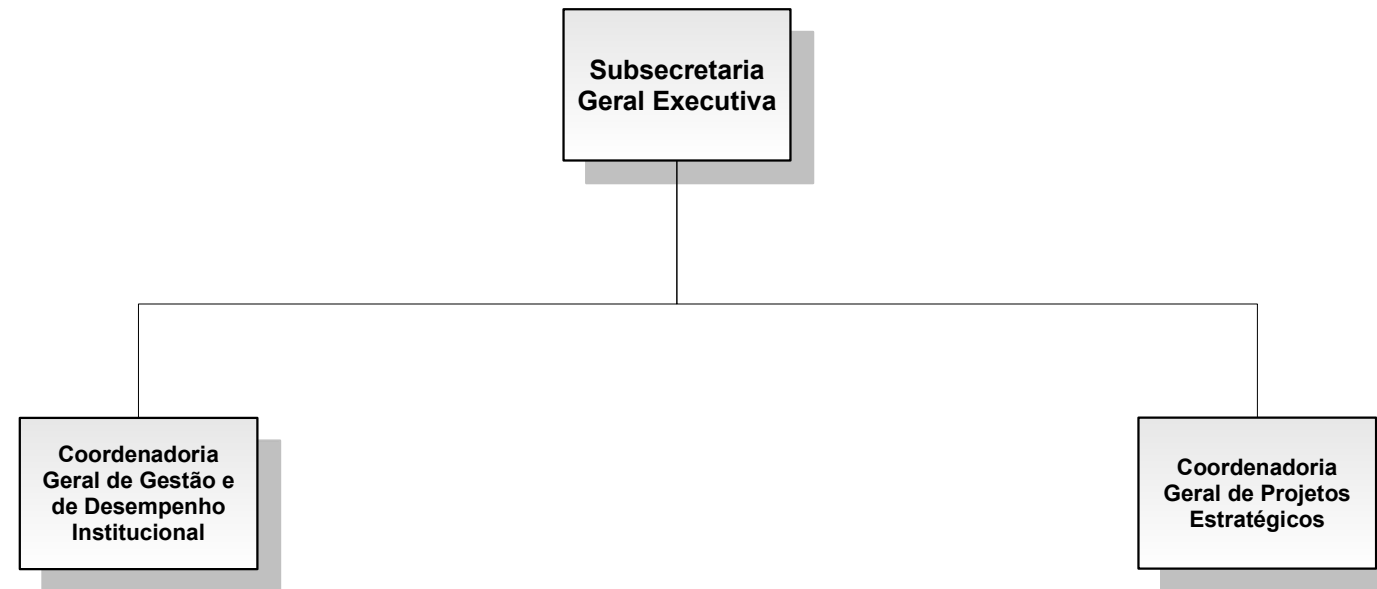 Subsecretaria
Geral Executiva
Coordenadoria
Geral de Gestão e
de Desempenho
Institucional
Coordenadoria
Geral de Projetos
Estratégicos